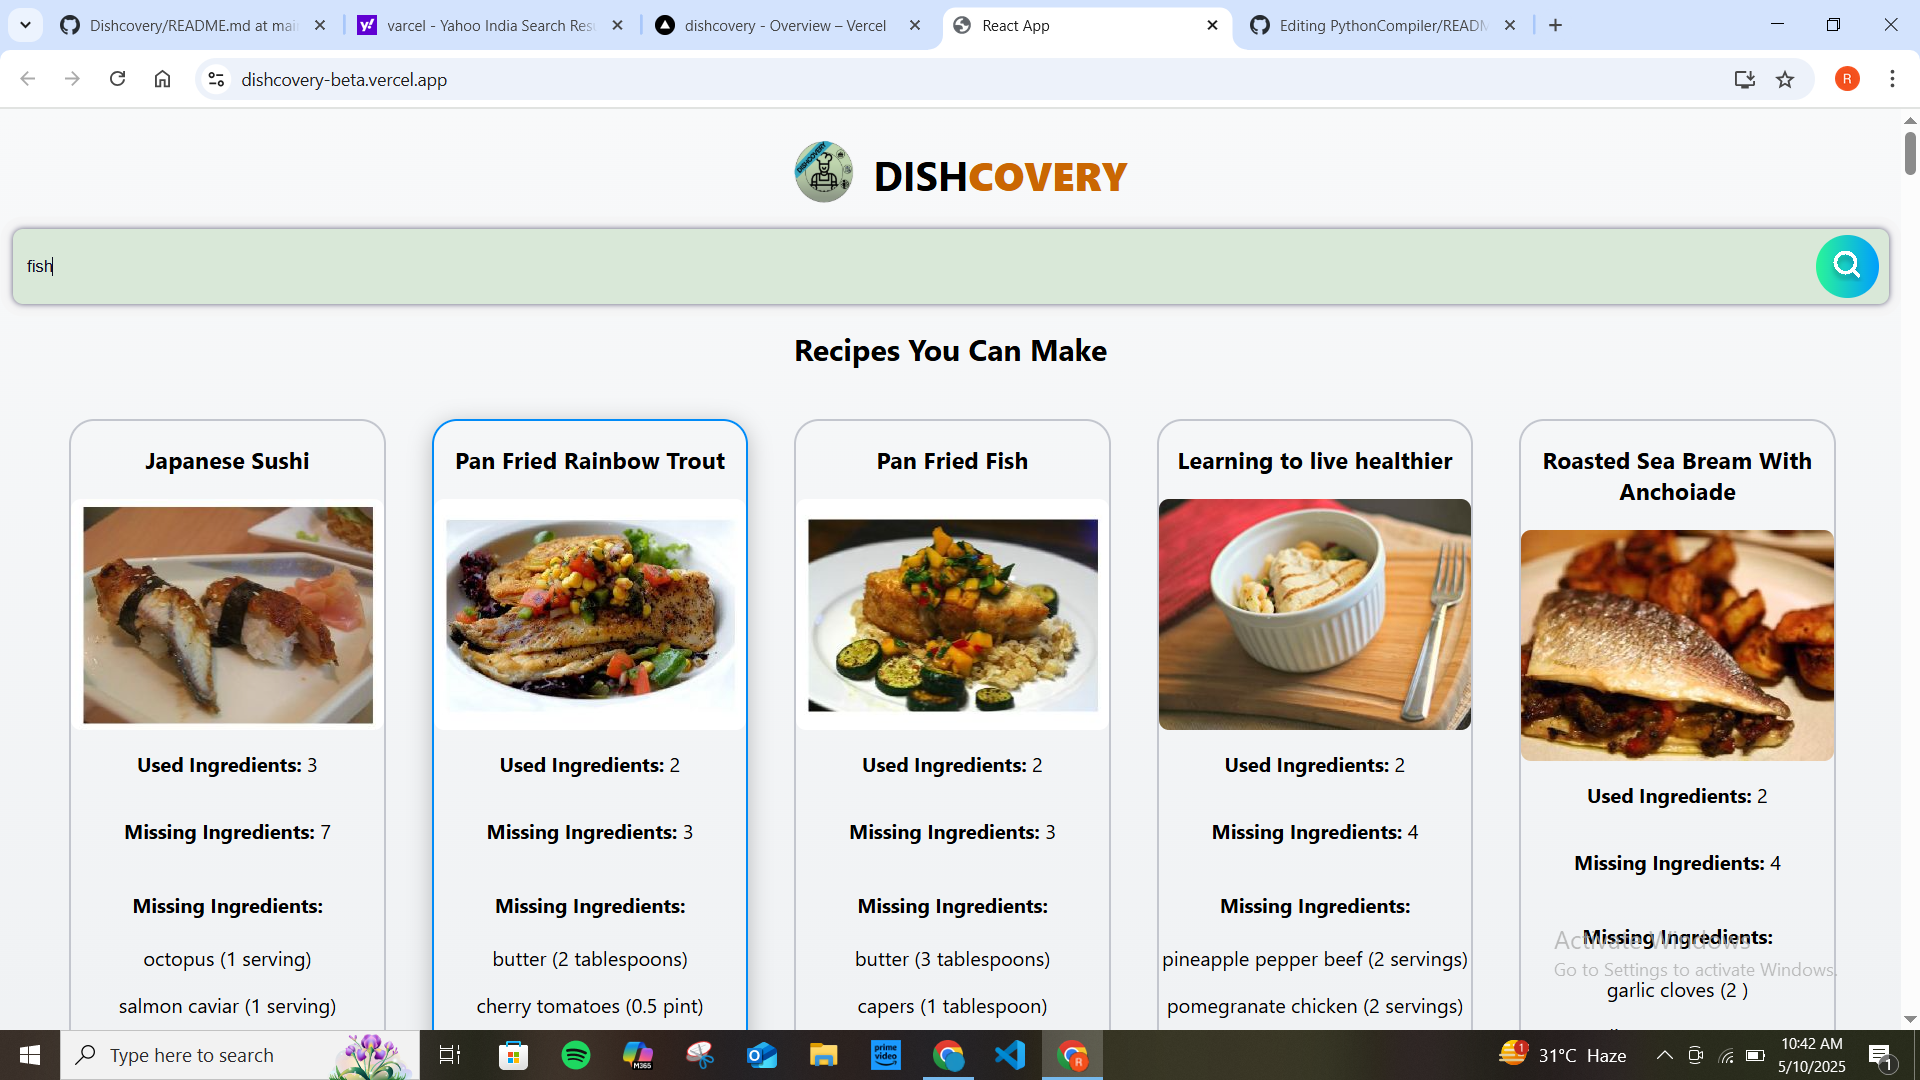 Dishcovery/README.md at mai
varcel - Yahoo India Search Res
dishcovery - Overview – Vercel
React App
Editing PythonCompiler/READM
dishcovery-beta.vercel.app
R
DISHCOVERY
DISHCOVERY
fish
Recipes You Can Make
Japanese Sushi
Used Ingredients: 3
Missing Ingredients: 7
Missing Ingredients:
octopus (1 serving)
salmon caviar (1 serving)
Pan Fried Rainbow Trout
Used Ingredients: 2
Missing Ingredients: 3
Missing Ingredients:
butter (2 tablespoons)
cherry tomatoes (0.5 pint)
Pan Fried Fish
Used Ingredients: 2
Missing Ingredients: 3
Missing Ingredients:
butter (3 tablespoons)
capers (1 tablespoon)
Learning to live healthier
Used Ingredients: 2
Missing Ingredients: 4
Missing Ingredients:
pineapple pepper beef (2 servings)
pomegranate chicken (2 servings)
Roasted Sea Bream With
Anchoiade
Used Ingredients: 2
Missing Ingredients: 4
Missing Ingredients:
garlic cloves (2 )
Activate Windows
Go to Settings to activate Windows.
Type here to search
M365
prime
video
R
1
31°C Haze
10:42 AM
5/10/2025
1